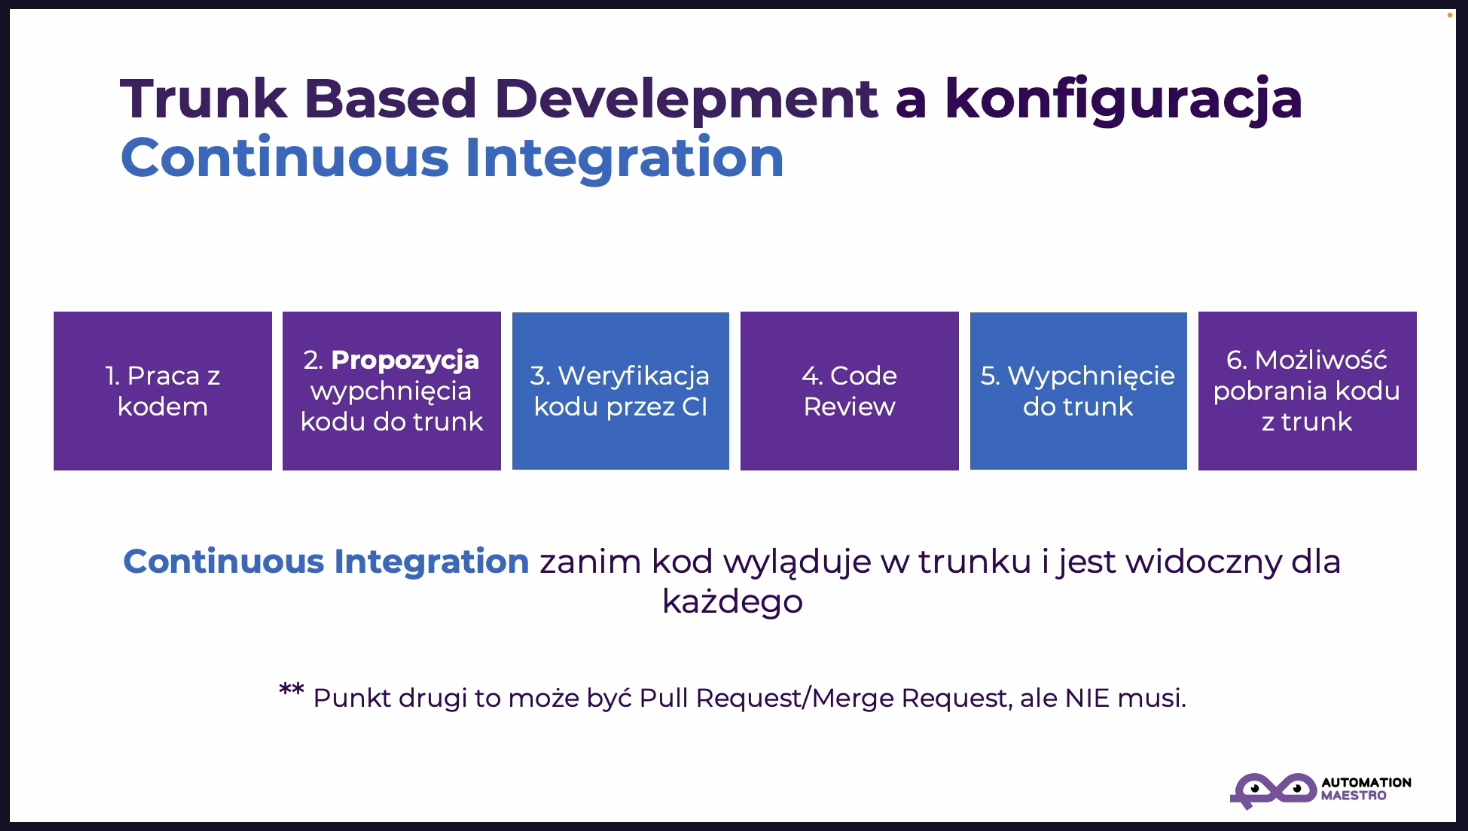 Trunk Based Develepment a konfiguracja
Continuous Integration
1. Praca z
kodem
2. Propozycja
wypchnięcia
kodu do trunk
3. Weryfikacja
kodu przez CI
4. Code
Review
5. Wypchnięcie
do trunk
6. Możliwość
pobrania kodu
z trunk
Continuous Integration zanim kod wyląduje w trunku i jest widoczny dla
każdego
** Punkt drugi to może być Pull Request/Merge Request, ale NIE musi.
AUTOMATION
MAESTRO